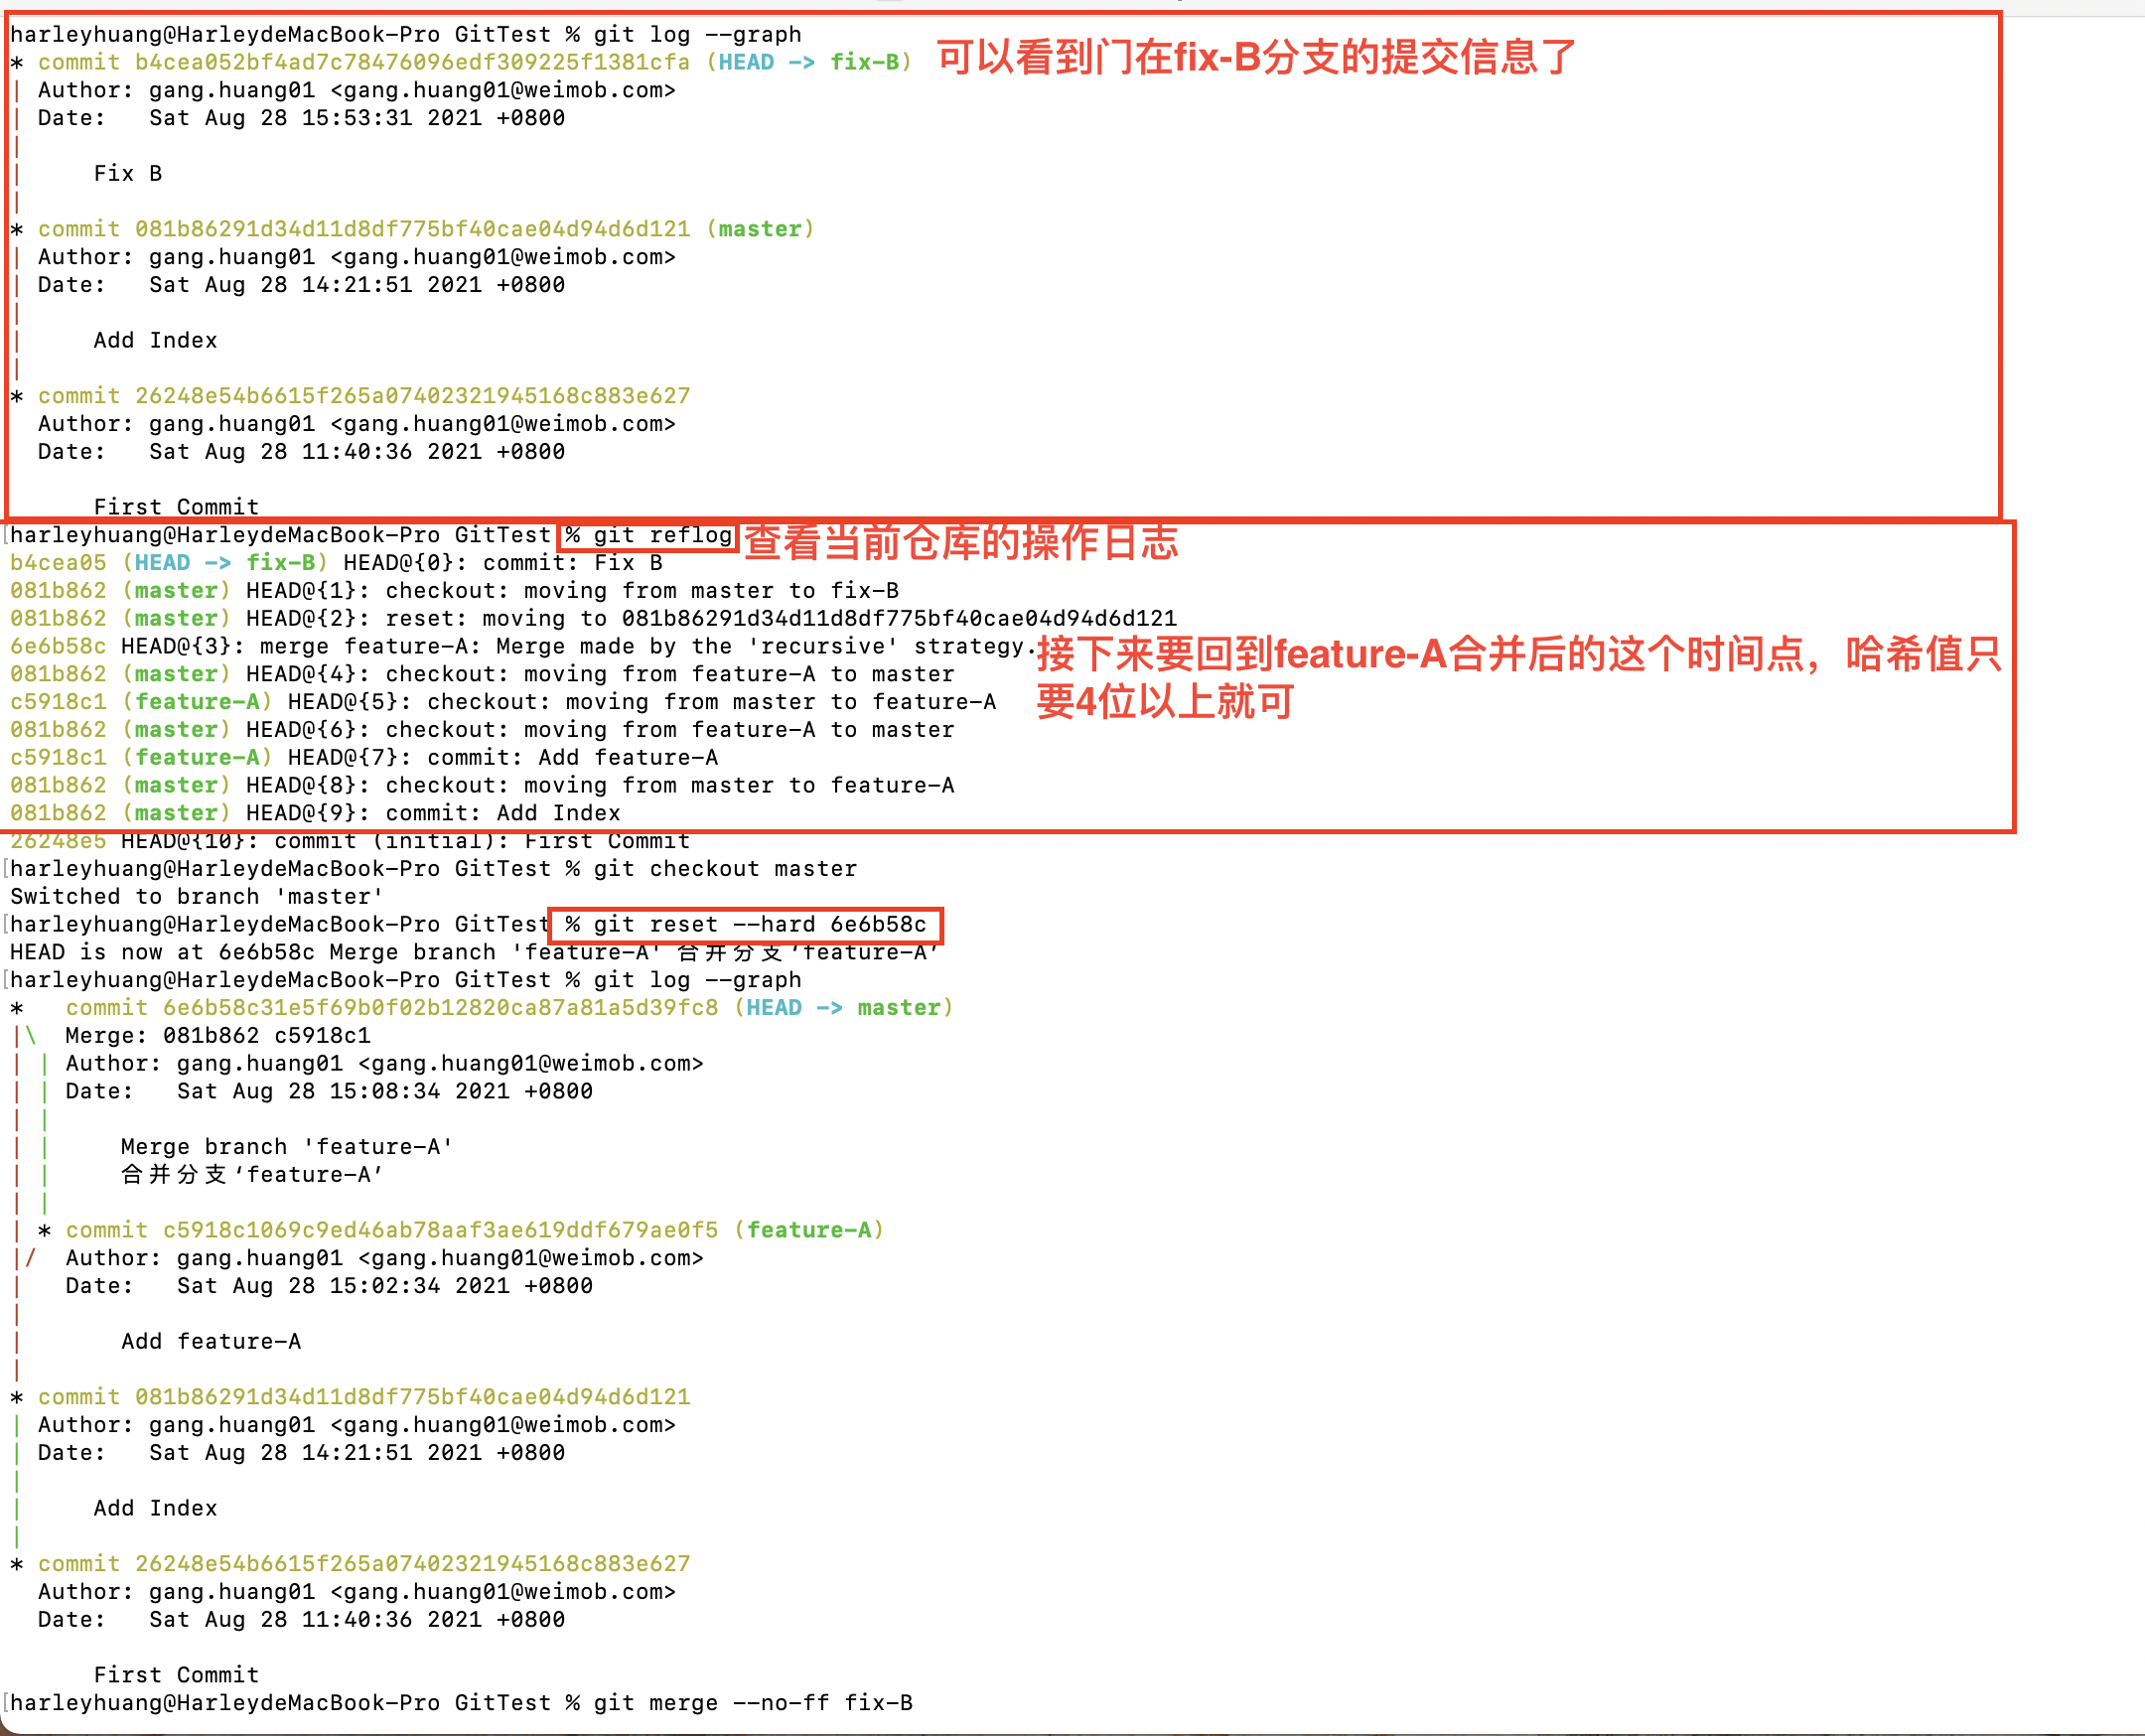 harleyhuang@HarleydeMacBook-Pro GitTest % git log --graph
* commit b4cea052bf4ad7c78476096edf309225f1381cfa (HEAD -> fix-B) 可以看到门在fix-B分支的提交信息了
| Author: gang.huang01 <gang.huang01@weimob.com>
| Date:   Sat Aug 28 15:53:31 2021 +0800
|
|     Fix B
|
* commit 081b86291d34d11d8df775bf40cae04d94d6d121 (master)
| Author: gang.huang01 <gang.huang01@weimob.com>
| Date:   Sat Aug 28 14:21:51 2021 +0800
|
|     Add Index
|
* commit 26248e54b6615f265a07402321945168c883e627
  Author: gang.huang01 <gang.huang01@weimob.com>
  Date:   Sat Aug 28 11:40:36 2021 +0800

      First Commit
[harleyhuang@HarleydeMacBook-Pro GitTest % git reflog 查看当前仓库的操作日志
b4cea05 (HEAD -> fix-B) HEAD@{0}: commit: Fix B
081b862 (master) HEAD@{1}: checkout: moving from master to fix-B
081b862 (master) HEAD@{2}: reset: moving to 081b86291d34d11d8df775bf40cae04d94d6d121
6e6b58c HEAD@{3}: merge feature-A: Merge made by the 'recursive' strategy.
接下来要回到feature-A合并后的这个时间点，哈希值只
要4位以上就可
081b862 (master) HEAD@{4}: checkout: moving from feature-A to master
c5918c1 (feature-A) HEAD@{5}: checkout: moving from master to feature-A
081b862 (master) HEAD@{6}: checkout: moving from feature-A to master
c5918c1 (feature-A) HEAD@{7}: commit: Add feature-A
081b862 (master) HEAD@{8}: checkout: moving from master to feature-A
081b862 (master) HEAD@{9}: commit: Add Index
26248e5 HEAD@{10}: commit (initial): First Commit
[harleyhuang@HarleydeMacBook-Pro GitTest % git checkout master
Switched to branch 'master'
[harleyhuang@HarleydeMacBook-Pro GitTest % git reset --hard 6e6b58c
HEAD is now at 6e6b58c Merge branch 'feature-A' 合并分支‘feature-A’
[harleyhuang@HarleydeMacBook-Pro GitTest % git log --graph
*   commit 6e6b58c31e5f69b0f02b12820ca87a81a5d39fc8 (HEAD -> master)
|\  Merge: 081b862 c5918c1
| | Author: gang.huang01 <gang.huang01@weimob.com>
| | Date:   Sat Aug 28 15:08:34 2021 +0800
| |
| |     Merge branch 'feature-A'
| |     合并分支‘feature-A’
| |
| * commit c5918c1069c9ed46ab78aaf3ae619ddf679ae0f5 (feature-A)
|/  Author: gang.huang01 <gang.huang01@weimob.com>
|   Date:   Sat Aug 28 15:02:34 2021 +0800
|
|       Add feature-A
|
* commit 081b86291d34d11d8df775bf40cae04d94d6d121
| Author: gang.huang01 <gang.huang01@weimob.com>
| Date:   Sat Aug 28 14:21:51 2021 +0800
|
|     Add Index
|
* commit 26248e54b6615f265a07402321945168c883e627
  Author: gang.huang01 <gang.huang01@weimob.com>
  Date:   Sat Aug 28 11:40:36 2021 +0800

      First Commit
[harleyhuang@HarleydeMacBook-Pro GitTest % git merge --no-ff fix-B